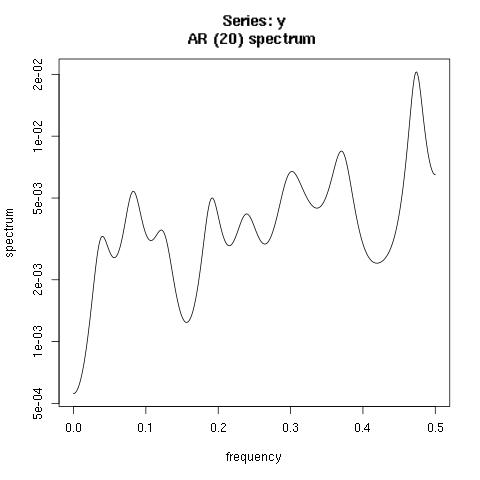 Series: y
AR (20) spectrum
2e-02
1e-02
5e-03
2e-03
1e-03
5e-04
spectrum
0.0 0.1 0.2 0.3 0.4 0.5
frequency